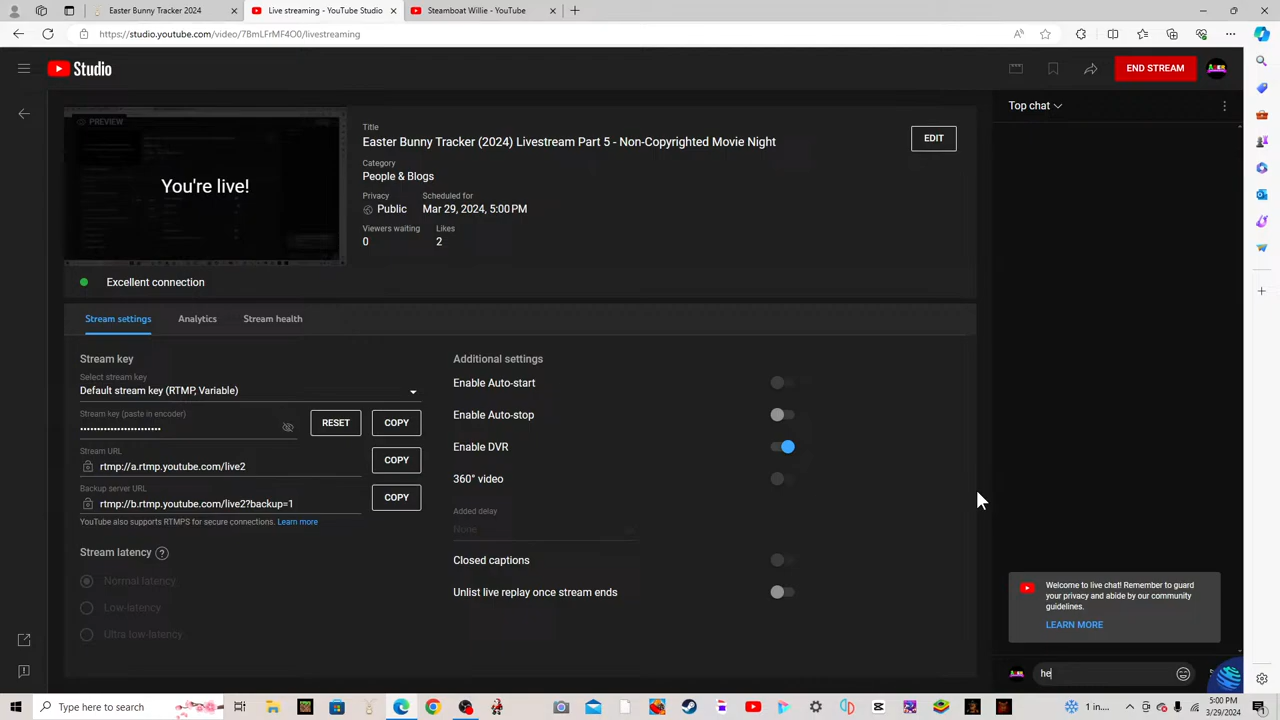 Easter Bunny Tracker 2024
Live streaming - YouTube Studio
Steamboat Willie - YouTube
https://studio.youtube.com/video/7BmLFrMF4O0/livestreaming
Studio
END STREAM
PREVIEW
You're live!
Title
Easter Bunny Tracker (2024) Livestream Part 5 - Non-Copyrighted Movie Night
EDIT
Category
People & Blogs
Privacy
Public
Scheduled for
Mar 29, 2024, 5:00 PM
Viewers waiting
0
Likes
2
Excellent connection
Stream settings
Analytics
Stream health
Stream key
Select stream key
Default stream key (RTMP, Variable)
Stream key (paste in encoder)
••••••••••••••••••••••••
RESET
COPY
Stream URL
rtmp://a.rtmp.youtube.com/live2
COPY
Backup server URL
rtmp://b.rtmp.youtube.com/live2?backup=1
COPY
YouTube also supports RTMPS for secure connections. Learn more
Stream latency
Normal latency
Low-latency
Ultra low-latency
Additional settings
Enable Auto-start
Enable Auto-stop
Enable DVR
360° video
Added delay
None
Closed captions
Unlist live replay once stream ends
Top chat
Welcome to live chat! Remember to guard
your privacy and abide by our community
guidelines.
LEARN MORE
he
Type here to search
5:00 PM
3/29/2024